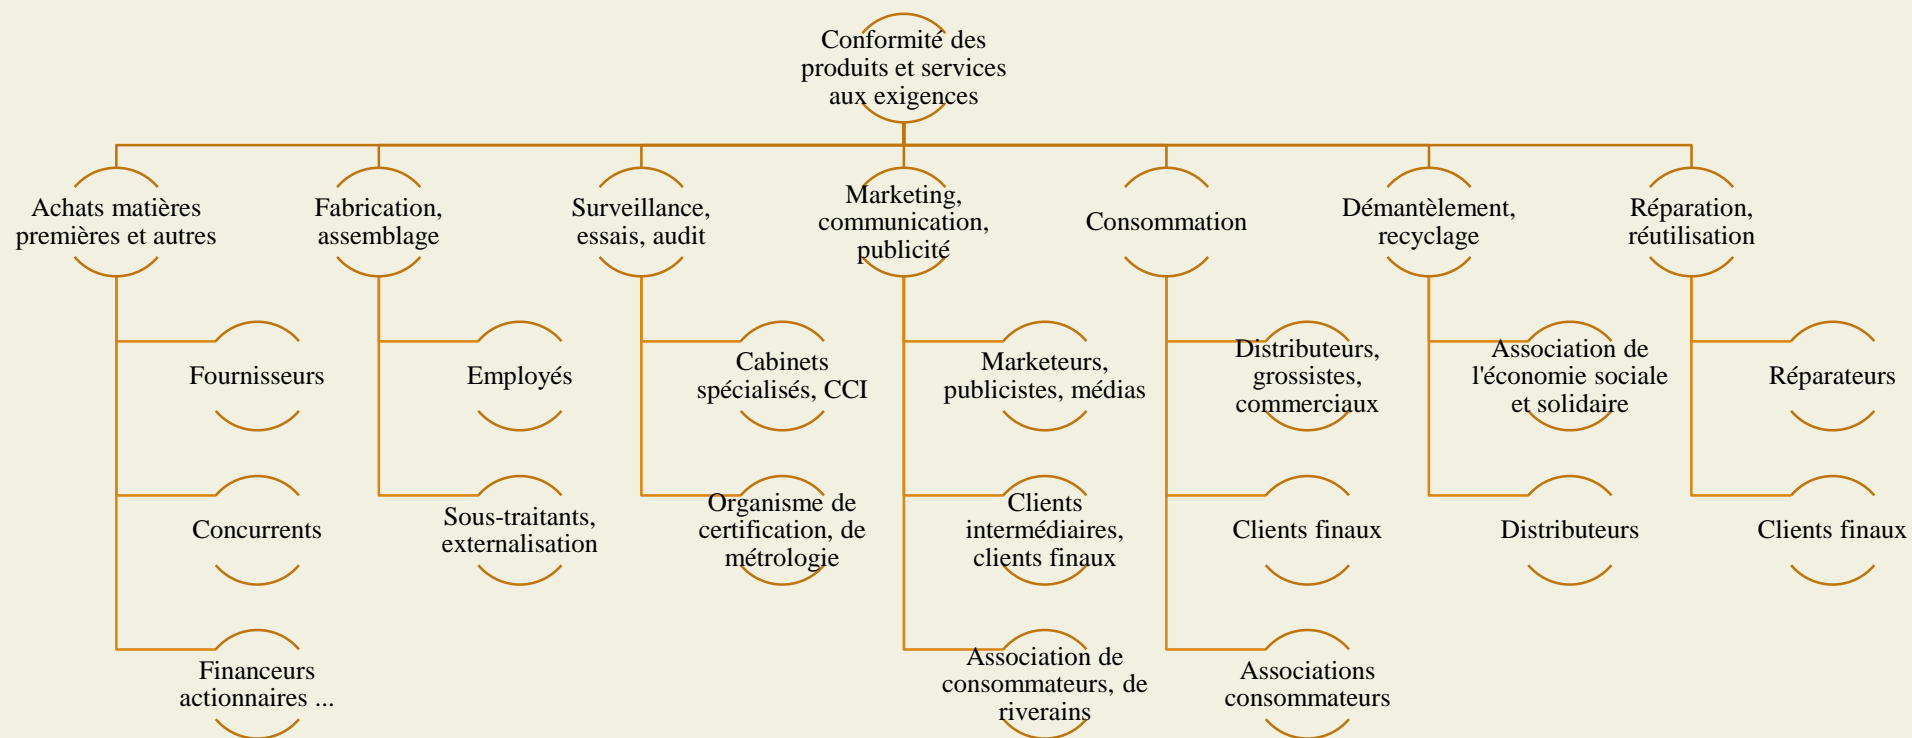 Conformité des
produits et services
aux exigences
Achats matières
premières et autres
Fabrication,
assemblage
Surveillance,
essais, audit
Marketing,
communication,
publicité
Consommation
Démantèlement,
recyclage
Réparation,
réutilisation
Fournisseurs
Employés
Cabinets
spécialisés, CCI
Marketeurs,
publicistes, médias
Distributeurs,
grossistes,
commerciaux
Association de
l'économie sociale
et solidaire
Réparateurs
Concurrents
Sous-traitants,
externalisation
Organisme de
certification, de
métrologie
Clients
intermédiaires,
clients finaux
Clients finaux
Distributeurs
Clients finaux
Financeurs
actionnaires ...
Association de
consommateurs, de
riverains
Associations
consommateurs